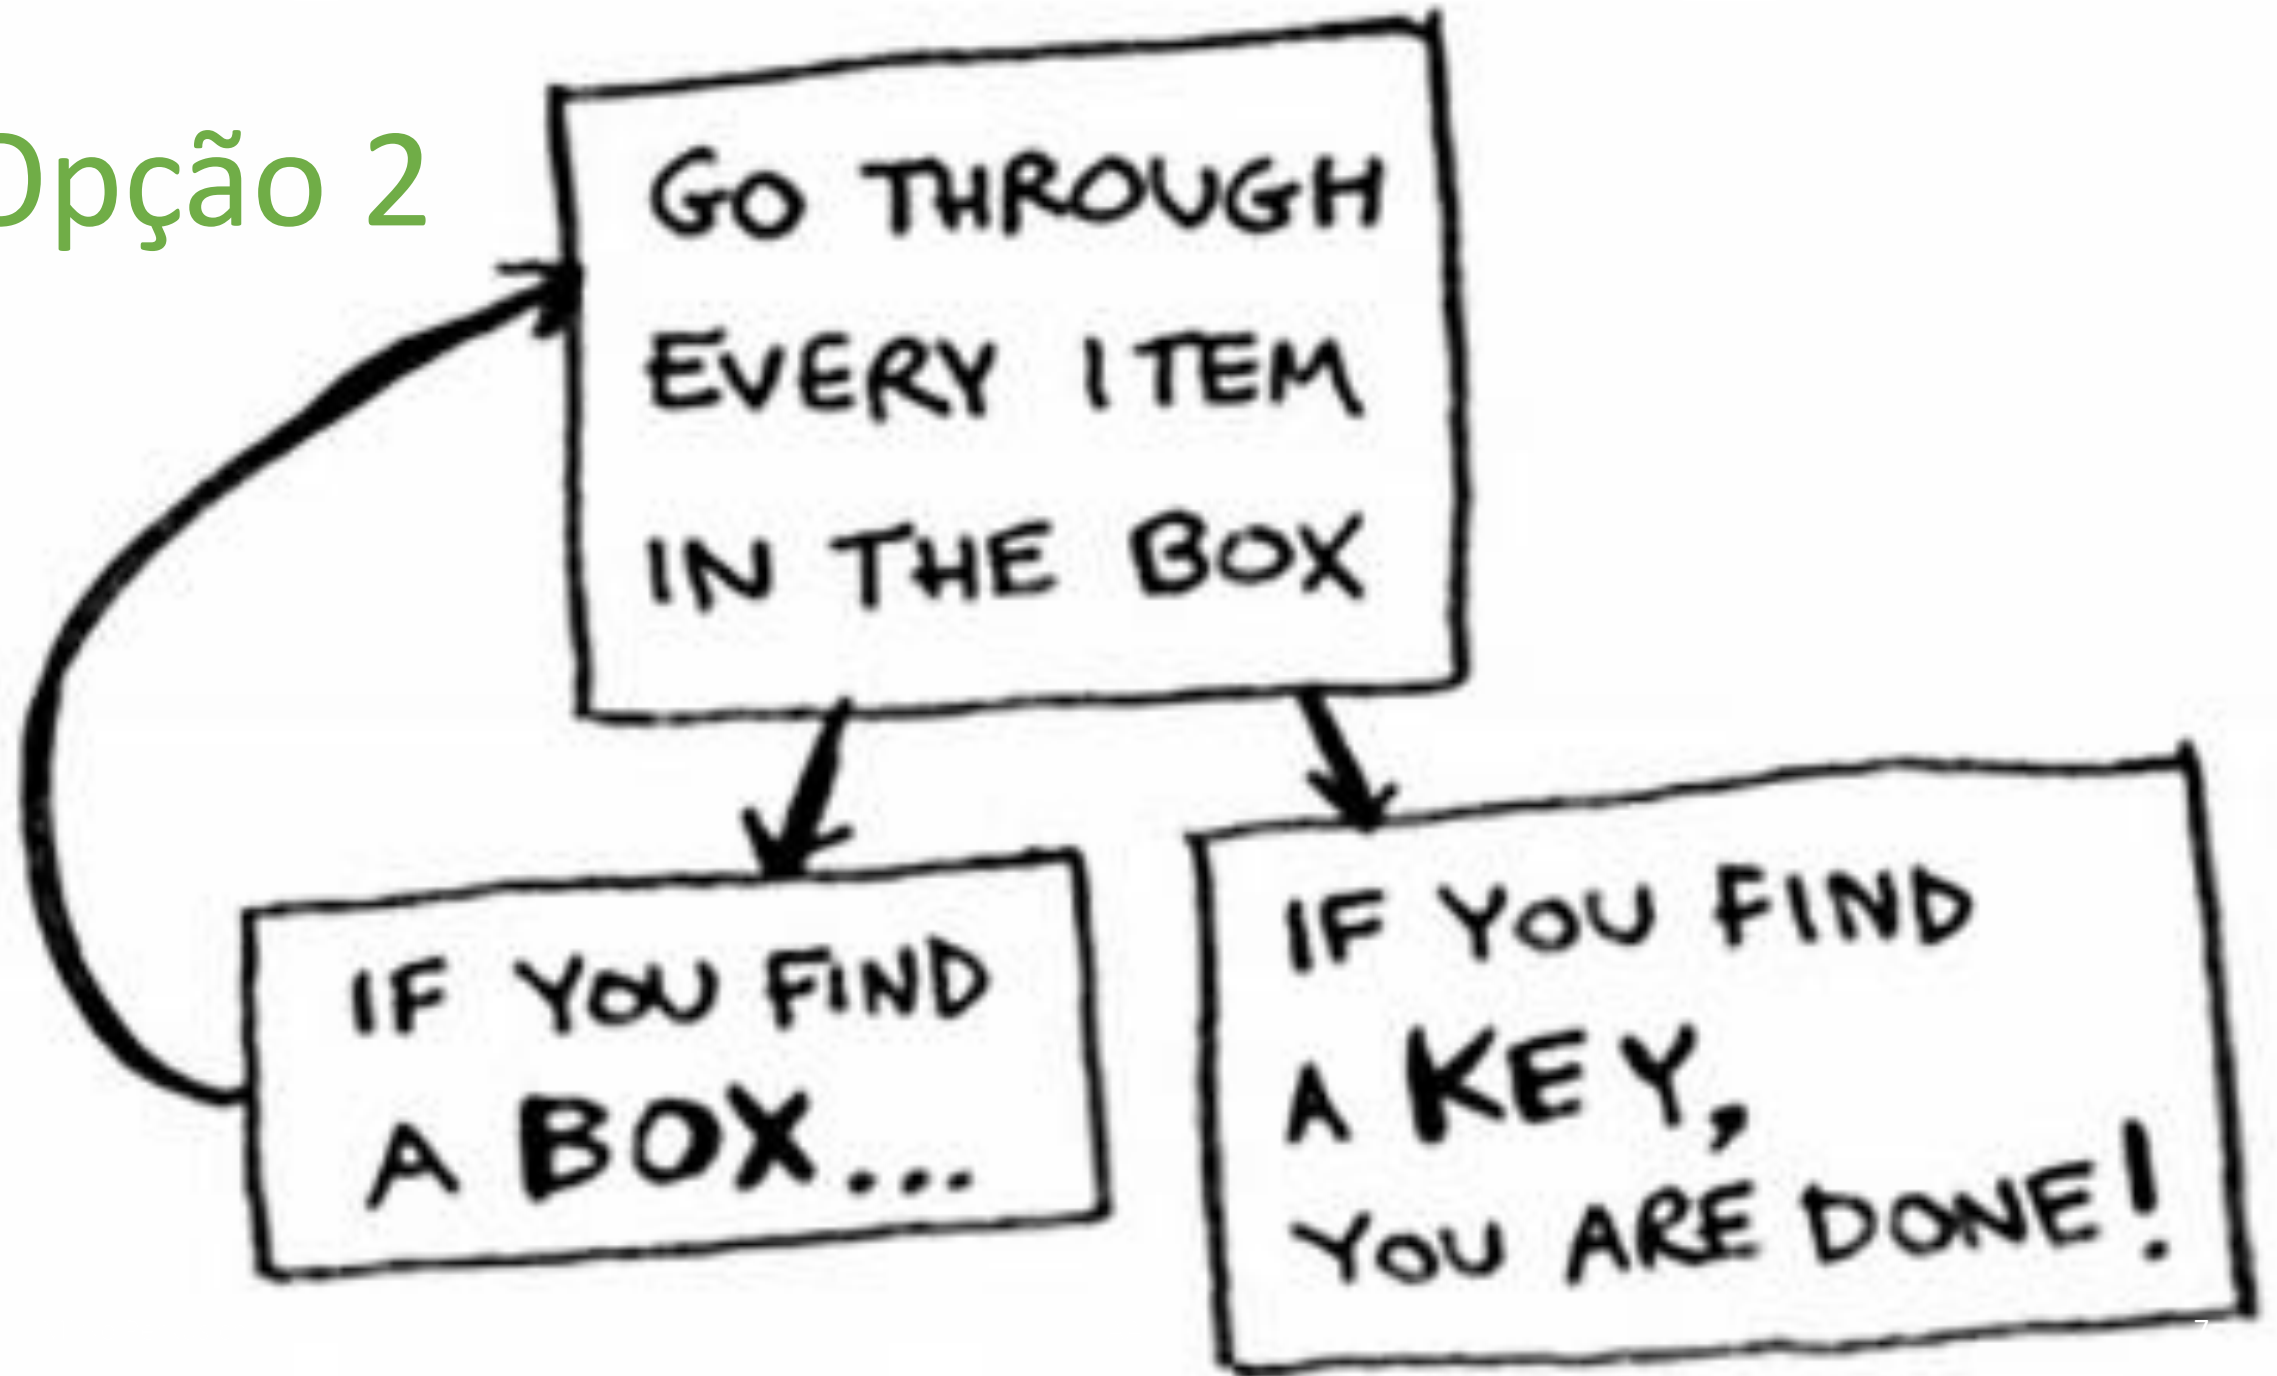 Opção 2
GO THROUGH
EVERY ITEM
IN THE BOX
IF YOU FIND
A BOX...
IF YOU FIND
A KEY,
YOU ARE DONE!
7